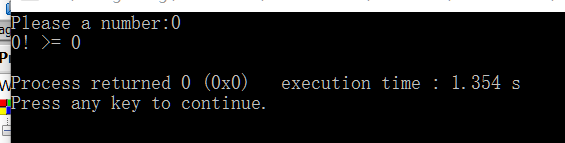 Please a number:0
0! >= 0
Process returned 0 (0x0)   execution time : 1.354 s
Press any key to continue.